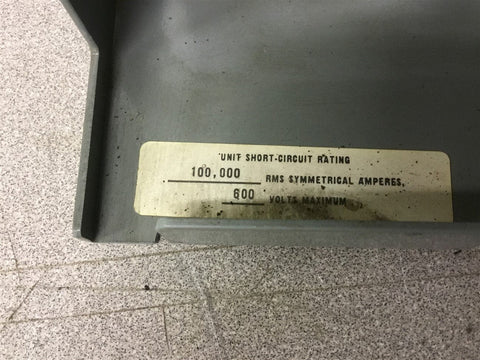 UNIT SHORT-CIRCUIT RATING
100,000 RMS SYMMETRICAL AMPERES,
600 VOLTS MAXIMUM